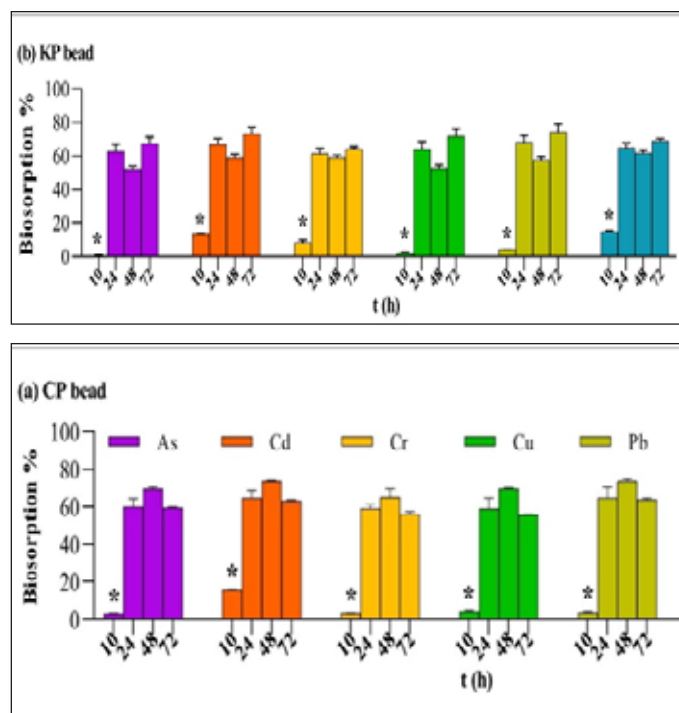 (b) KP bead
Biosorption %
100
80
60
40
20
0
* * * * * *
10 24 48 72 10 24 48 72 10 24 48 72 10 24 48 72 10 24 48 72 10 24 48 72
t (h)
(a) CP bead
Biosorption %
As Cd Cr Cu Pb
100
80
60
40
20
0
* * * * *
10 24 48 72 10 24 48 72 10 24 48 72 10 24 48 72 10 24 48 72
t (h)